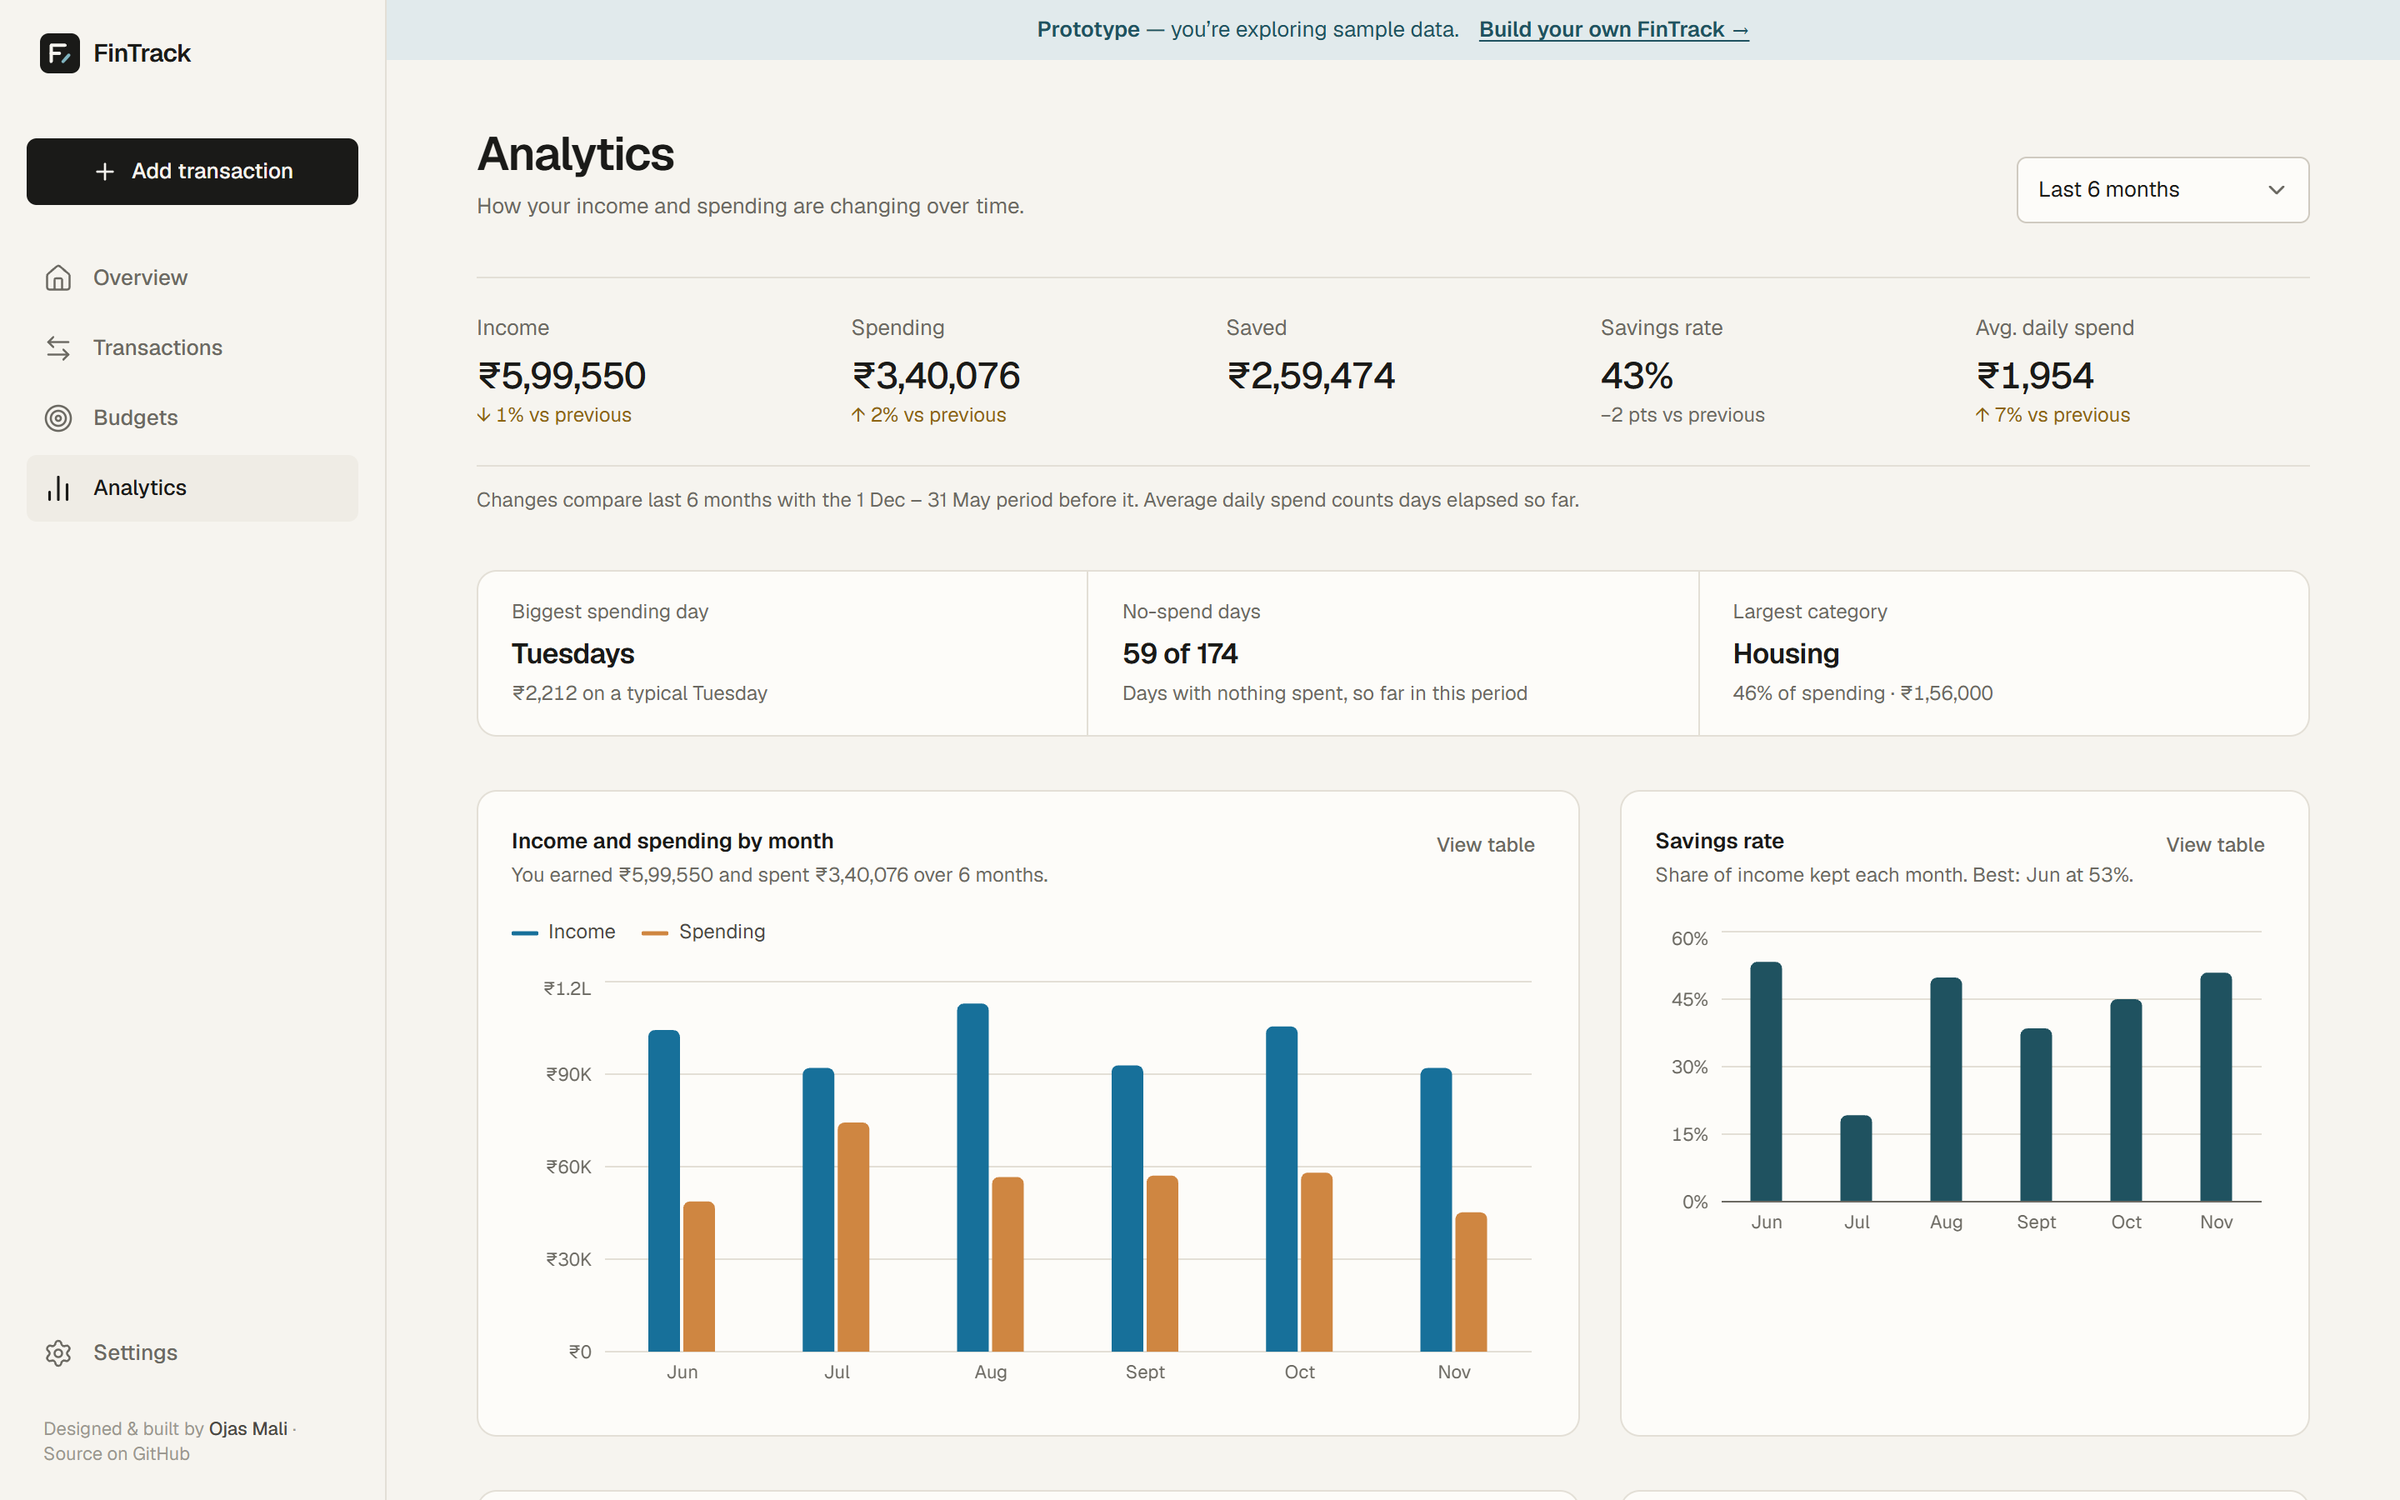 FinTrack
Add transaction
Overview
Transactions
Budgets
Analytics
Settings
Designed & built by Ojas Mali ·
Source on GitHub
Prototype — you’re exploring sample data. Build your own FinTrack →
Analytics
How your income and spending are changing over time.
Last 6 months
Income
₹5,99,550
↓ 1% vs previous
Spending
₹3,40,076
↑ 2% vs previous
Saved
₹2,59,474
Savings rate
43%
−2 pts vs previous
Avg. daily spend
₹1,954
↑ 7% vs previous
Changes compare last 6 months with the 1 Dec – 31 May period before it. Average daily spend counts days elapsed so far.
Biggest spending day
Tuesdays
₹2,212 on a typical Tuesday
No-spend days
59 of 174
Days with nothing spent, so far in this period
Largest category
Housing
46% of spending · ₹1,56,000
Income and spending by month
View table
You earned ₹5,99,550 and spent ₹3,40,076 over 6 months.
Income
Spending
₹1.2L
₹90K
₹60K
₹30K
₹0
Jun
Jul
Aug
Sept
Oct
Nov
Savings rate
View table
Share of income kept each month. Best: Jun at 53%.
60%
45%
30%
15%
0%
Jun
Jul
Aug
Sept
Oct
Nov